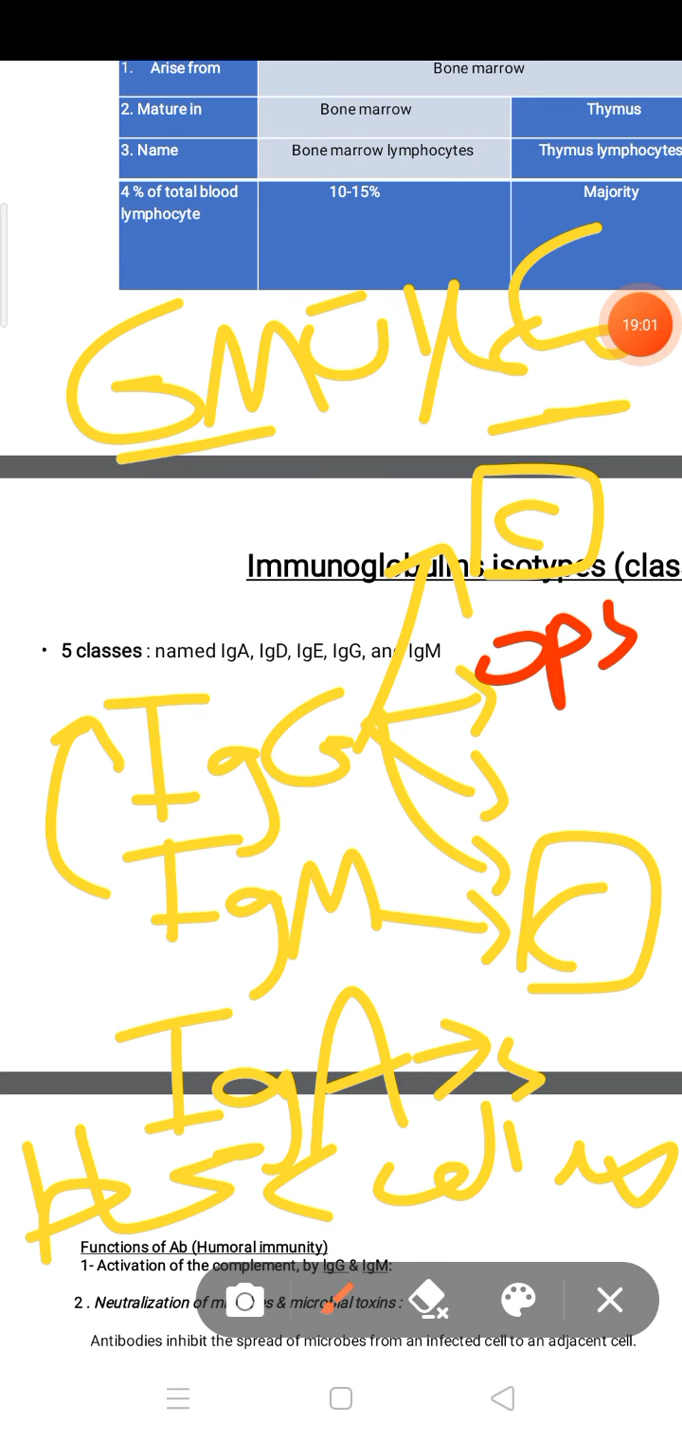 1. Arise from Bone marrow
2. Mature in Bone marrow Thymus
3. Name Bone marrow lymphocytes Thymus lymphocytes
4 % of total blood lymphocyte 10-15% Majority
19:01
C
Immunoglobulins isotypes (clas
• 5 classes : named IgA, IgD, IgE, IgG, and IgM
ops
IgG
IgM C
IgA
Functions of Ab (Humoral immunity)
1- Activation of the complement, by IgG & IgM:
2 . Neutralization of & microbial toxins :
Antibodies inhibit the spread of microbes from an infected cell to an adjacent cell.